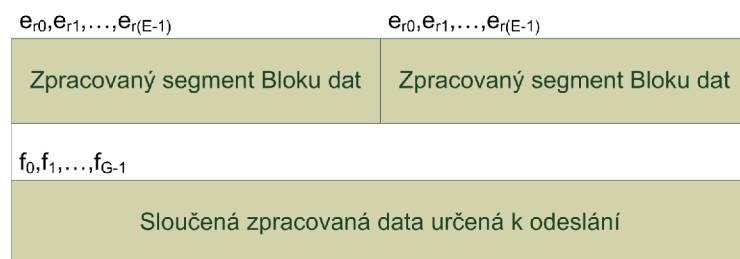 e_r0,e_r1,…,e_r(E-1) e_r0,e_r1,…,e_r(E-1)
Zpracovaný segment Bloku dat Zpracovaný segment Bloku dat
f_0,f_1,…,f_G-1
Sloučená zpracovaná data určená k odeslání